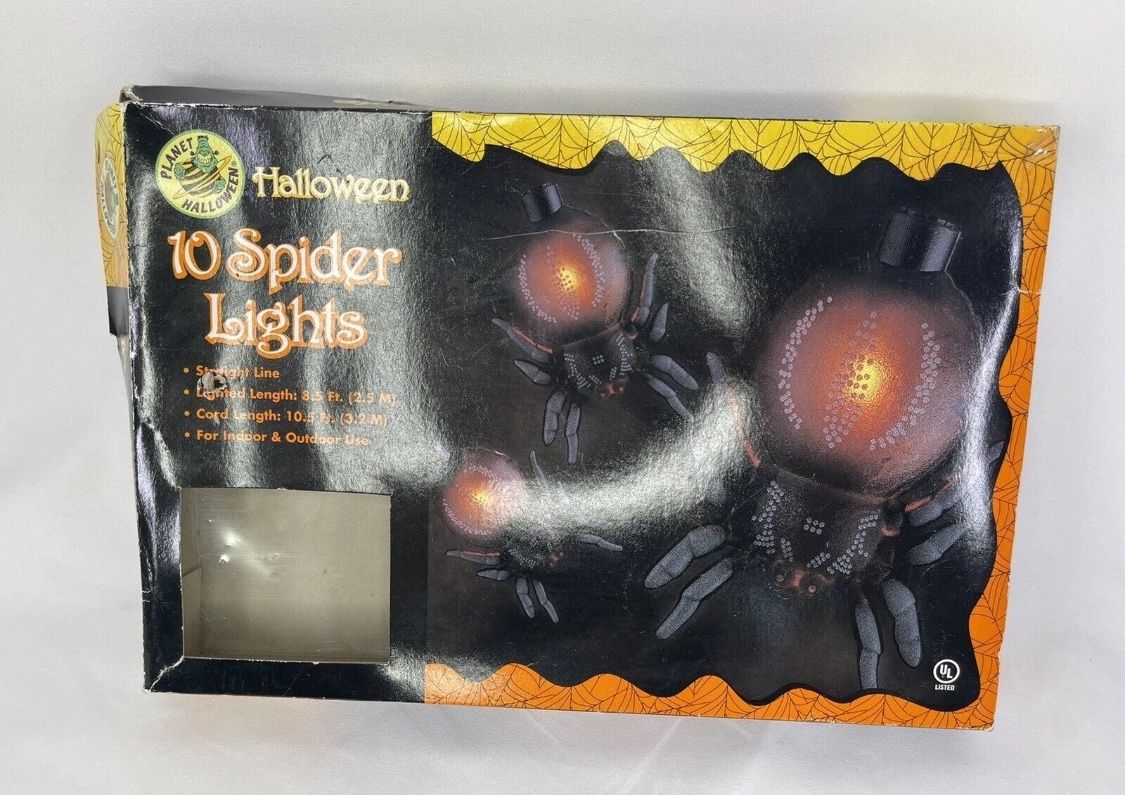 PLANET
HALLOWEEN
Halloween
10 Spider
Lights
• Straight Line
• Lighted Length: 8.5 Ft. (2.5 M)
• Cord Length: 10.5 Ft. (3.2 M)
• For Indoor & Outdoor Use
UL
LISTED